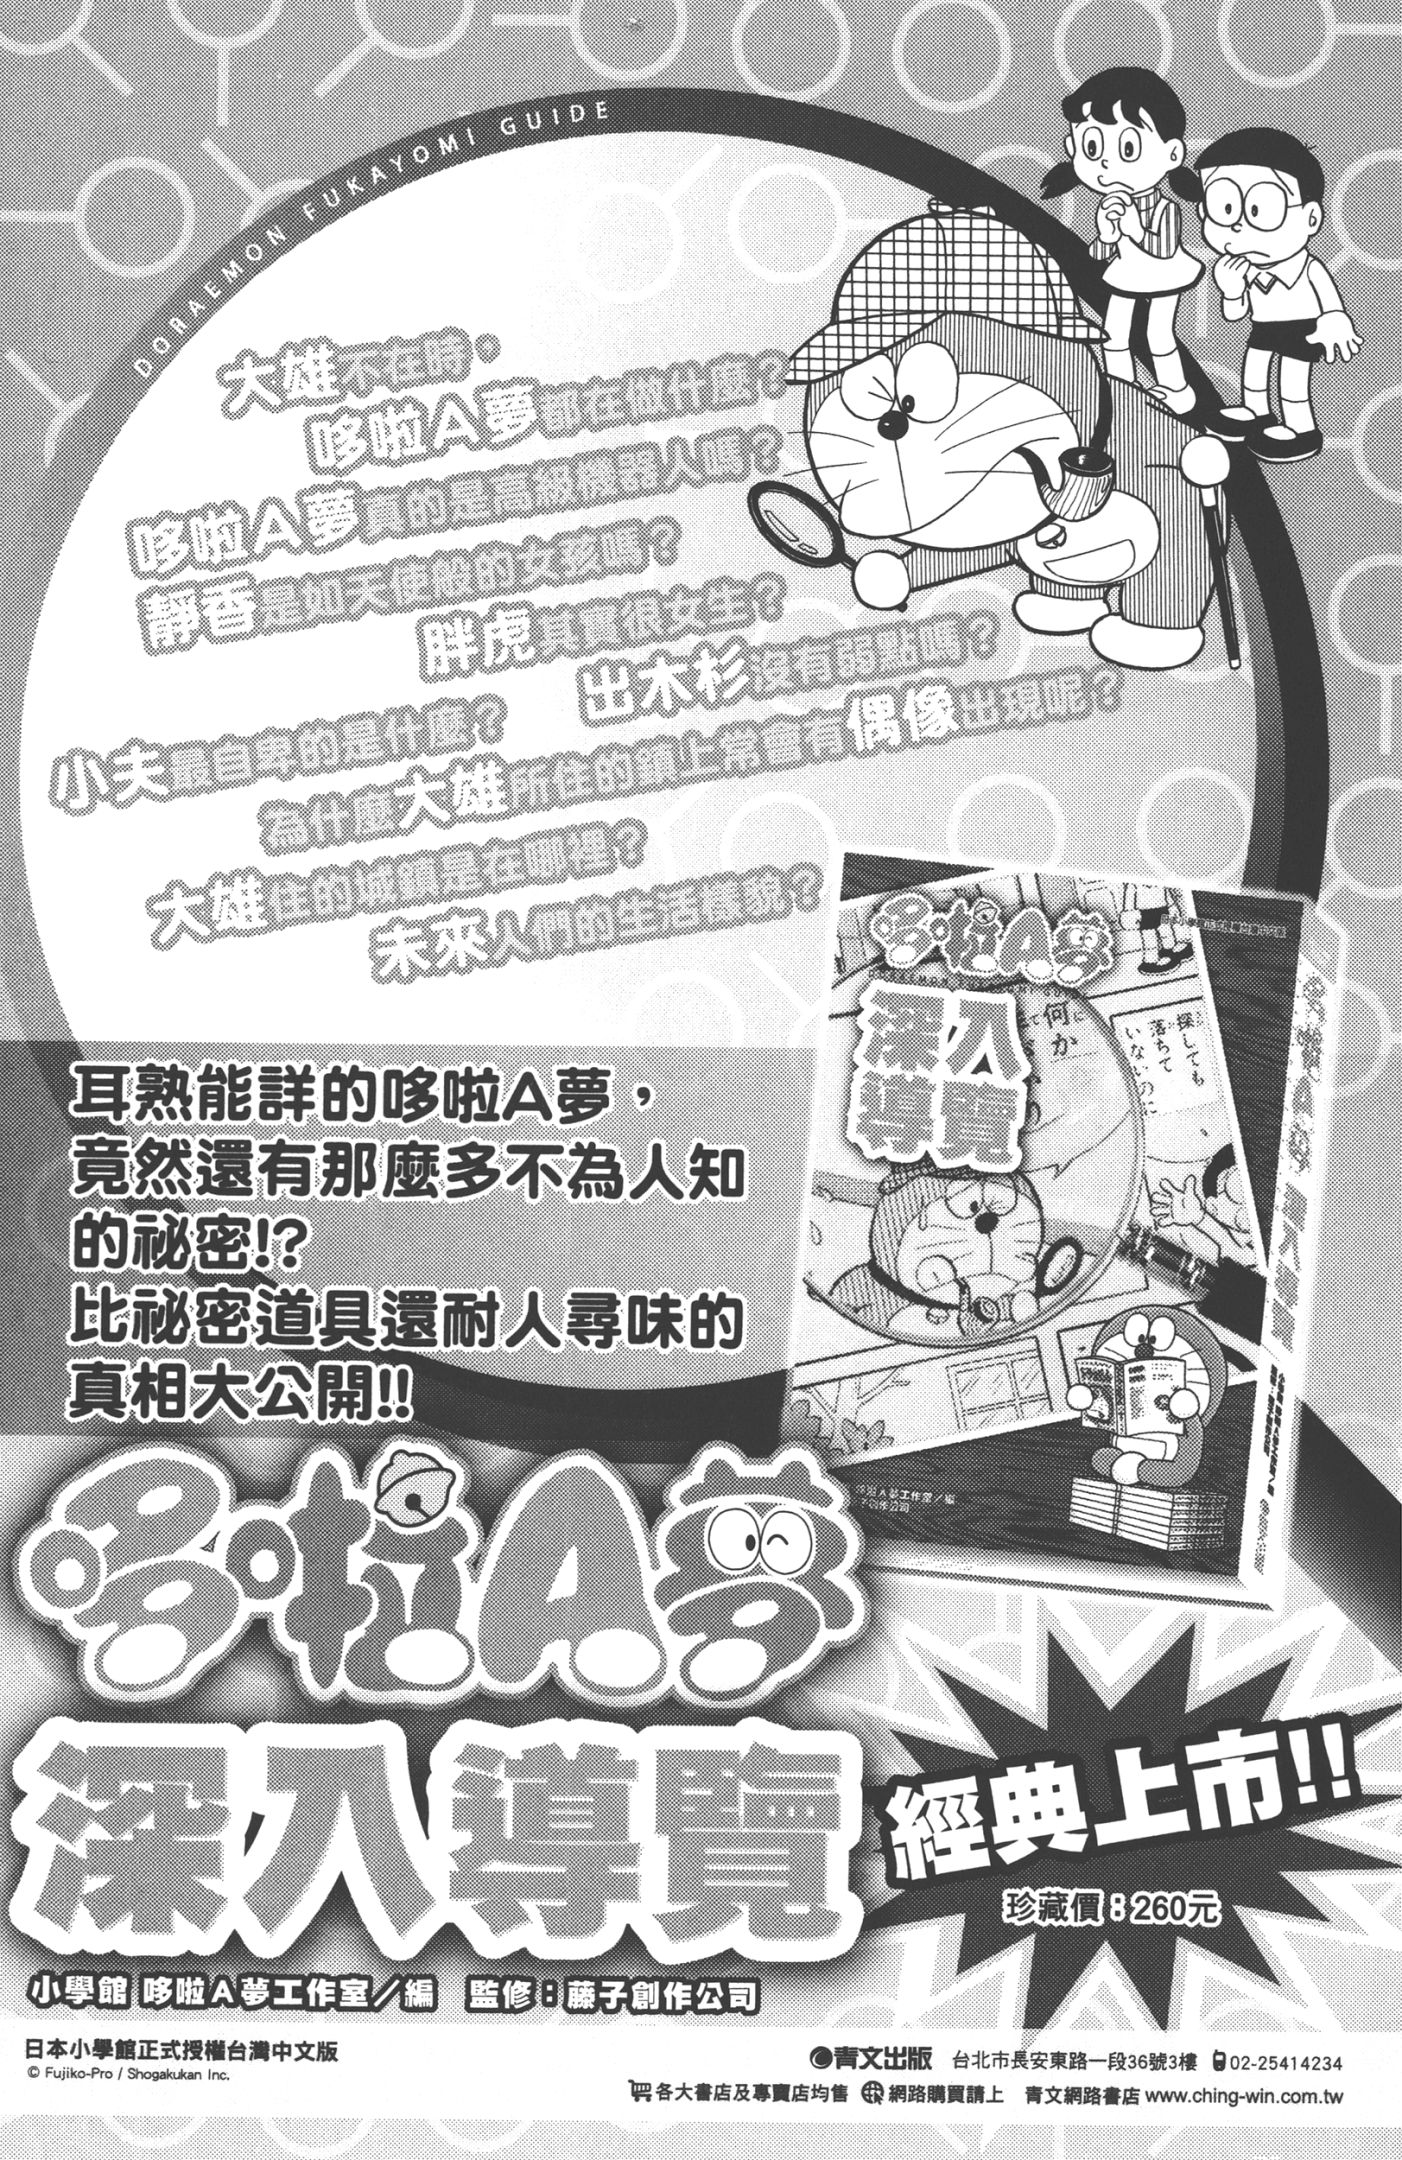 DORAEMON FUKAYOMI GUIDE
大雄不在時，
哆啦A夢都在做什麼？
哆啦A夢真的是高級機器人嗎？
靜香是如天使般的女孩嗎？
胖虎其實很女生？
出木杉沒有弱點嗎？
小夫最自卑的是什麼？
為什麼大雄所住的鎮上常會有偶像出現呢？
大雄住的城鎮是在哪裡？
未來人們的生活樣貌？
耳熟能詳的哆啦A夢，
竟然還有那麼多不為人知
的祕密!?
比祕密道具還耐人尋味的
真相大公開!!
哆啦A夢
深入
導覽
何か
探しても
落ちて
いないのに
哆啦A夢工作室／編
哆啦A夢
深入導覽
經典上市!!
珍藏價：260元
小學館 哆啦A夢工作室／編 監修：藤子創作公司
日本小學館正式授權台灣中文版
© Fujiko-Pro / Shogakukan Inc.
青文出版 台北市長安東路一段36號3樓 02-25414234
各大書店及專賣店均售 網路購買請上 青文網路書店 www.ching-win.com.tw